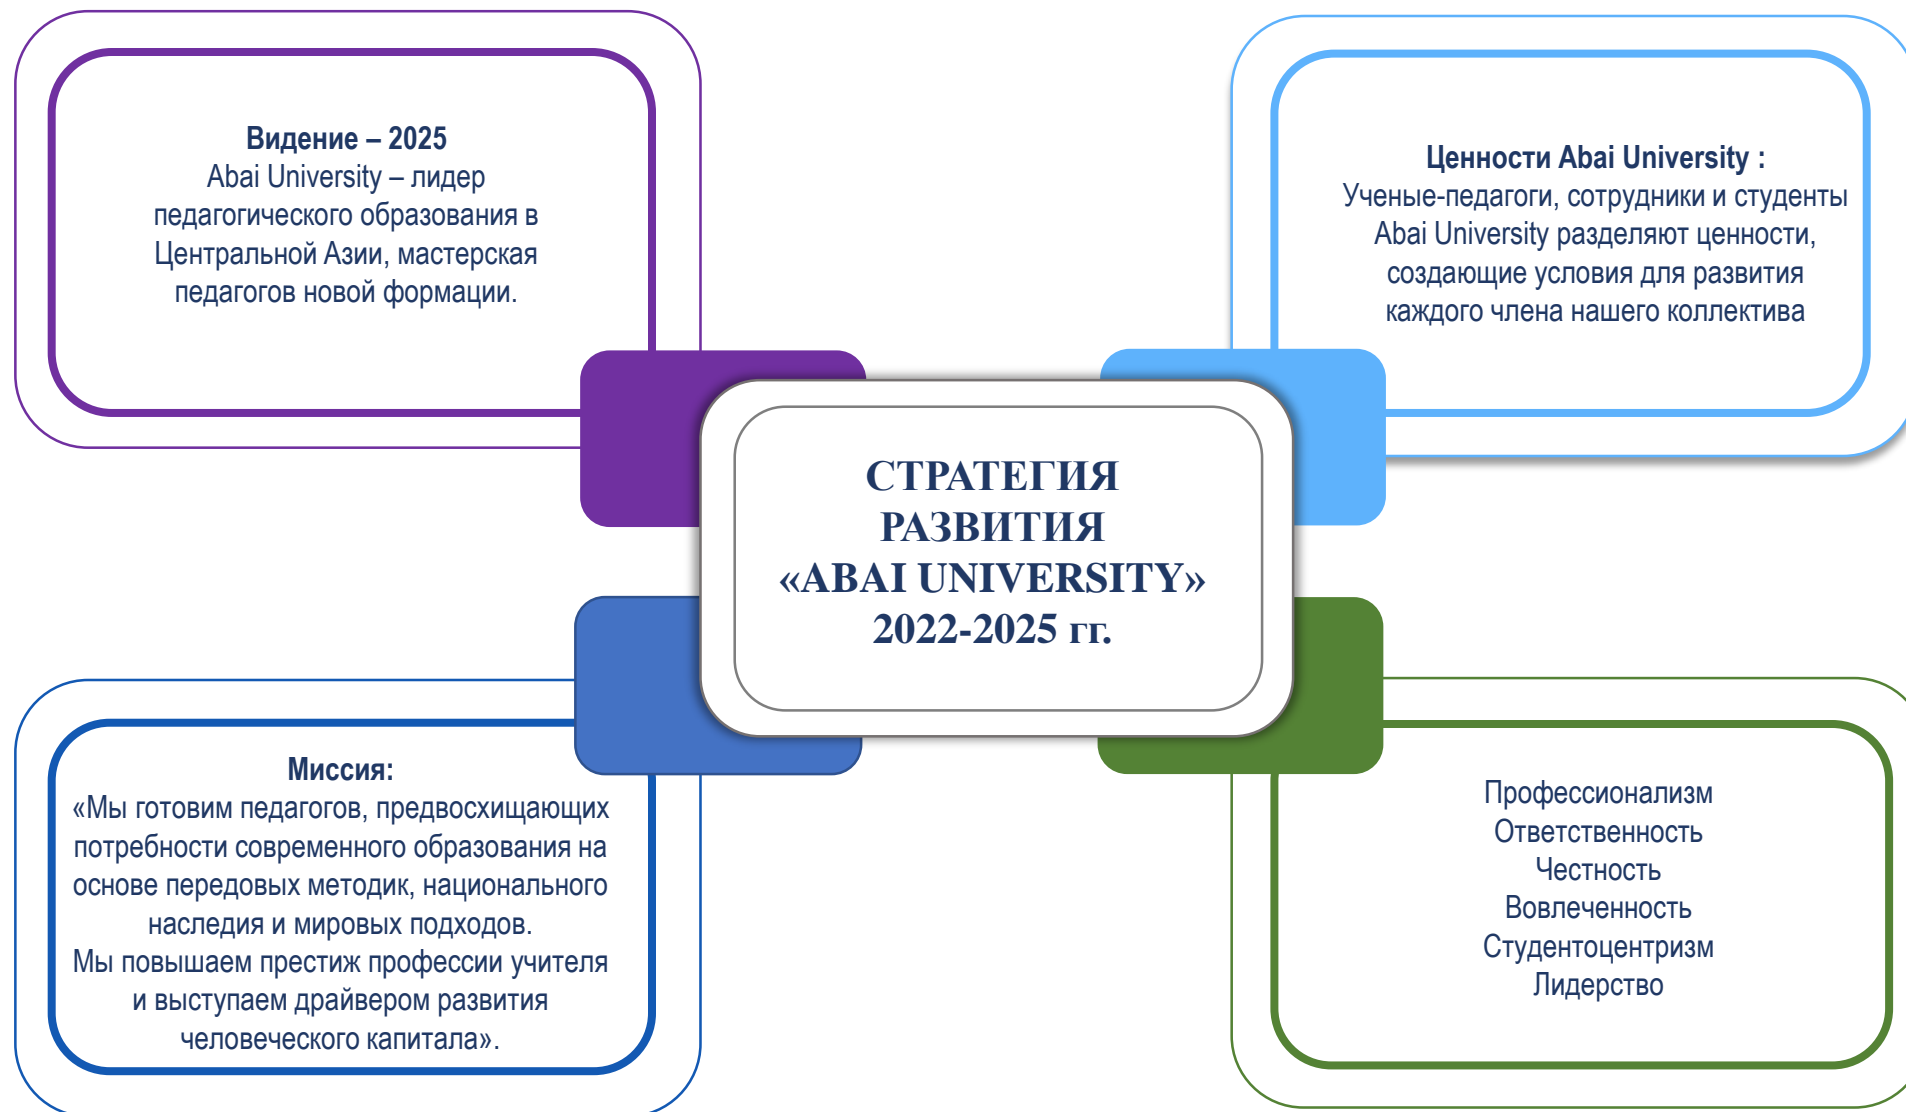 Видение – 2025
Abai University – лидер
педагогического образования в
Центральной Азии, мастерская
педагогов новой формации.
Ценности Abai University :
Ученые-педагоги, сотрудники и студенты
Abai University разделяют ценности,
создающие условия для развития
каждого члена нашего коллектива
СТРАТЕГИЯ
РАЗВИТИЯ
«ABAI UNIVERSITY»
2022-2025 гг.
Миссия:
«Мы готовим педагогов, предвосхищающих
потребности современного образования на
основе передовых методик, национального
наследия и мировых подходов.
Мы повышаем престиж профессии учителя
и выступаем драйвером развития
человеческого капитала».
Профессионализм
Ответственность
Честность
Вовлеченность
Студентоцентризм
Лидерство